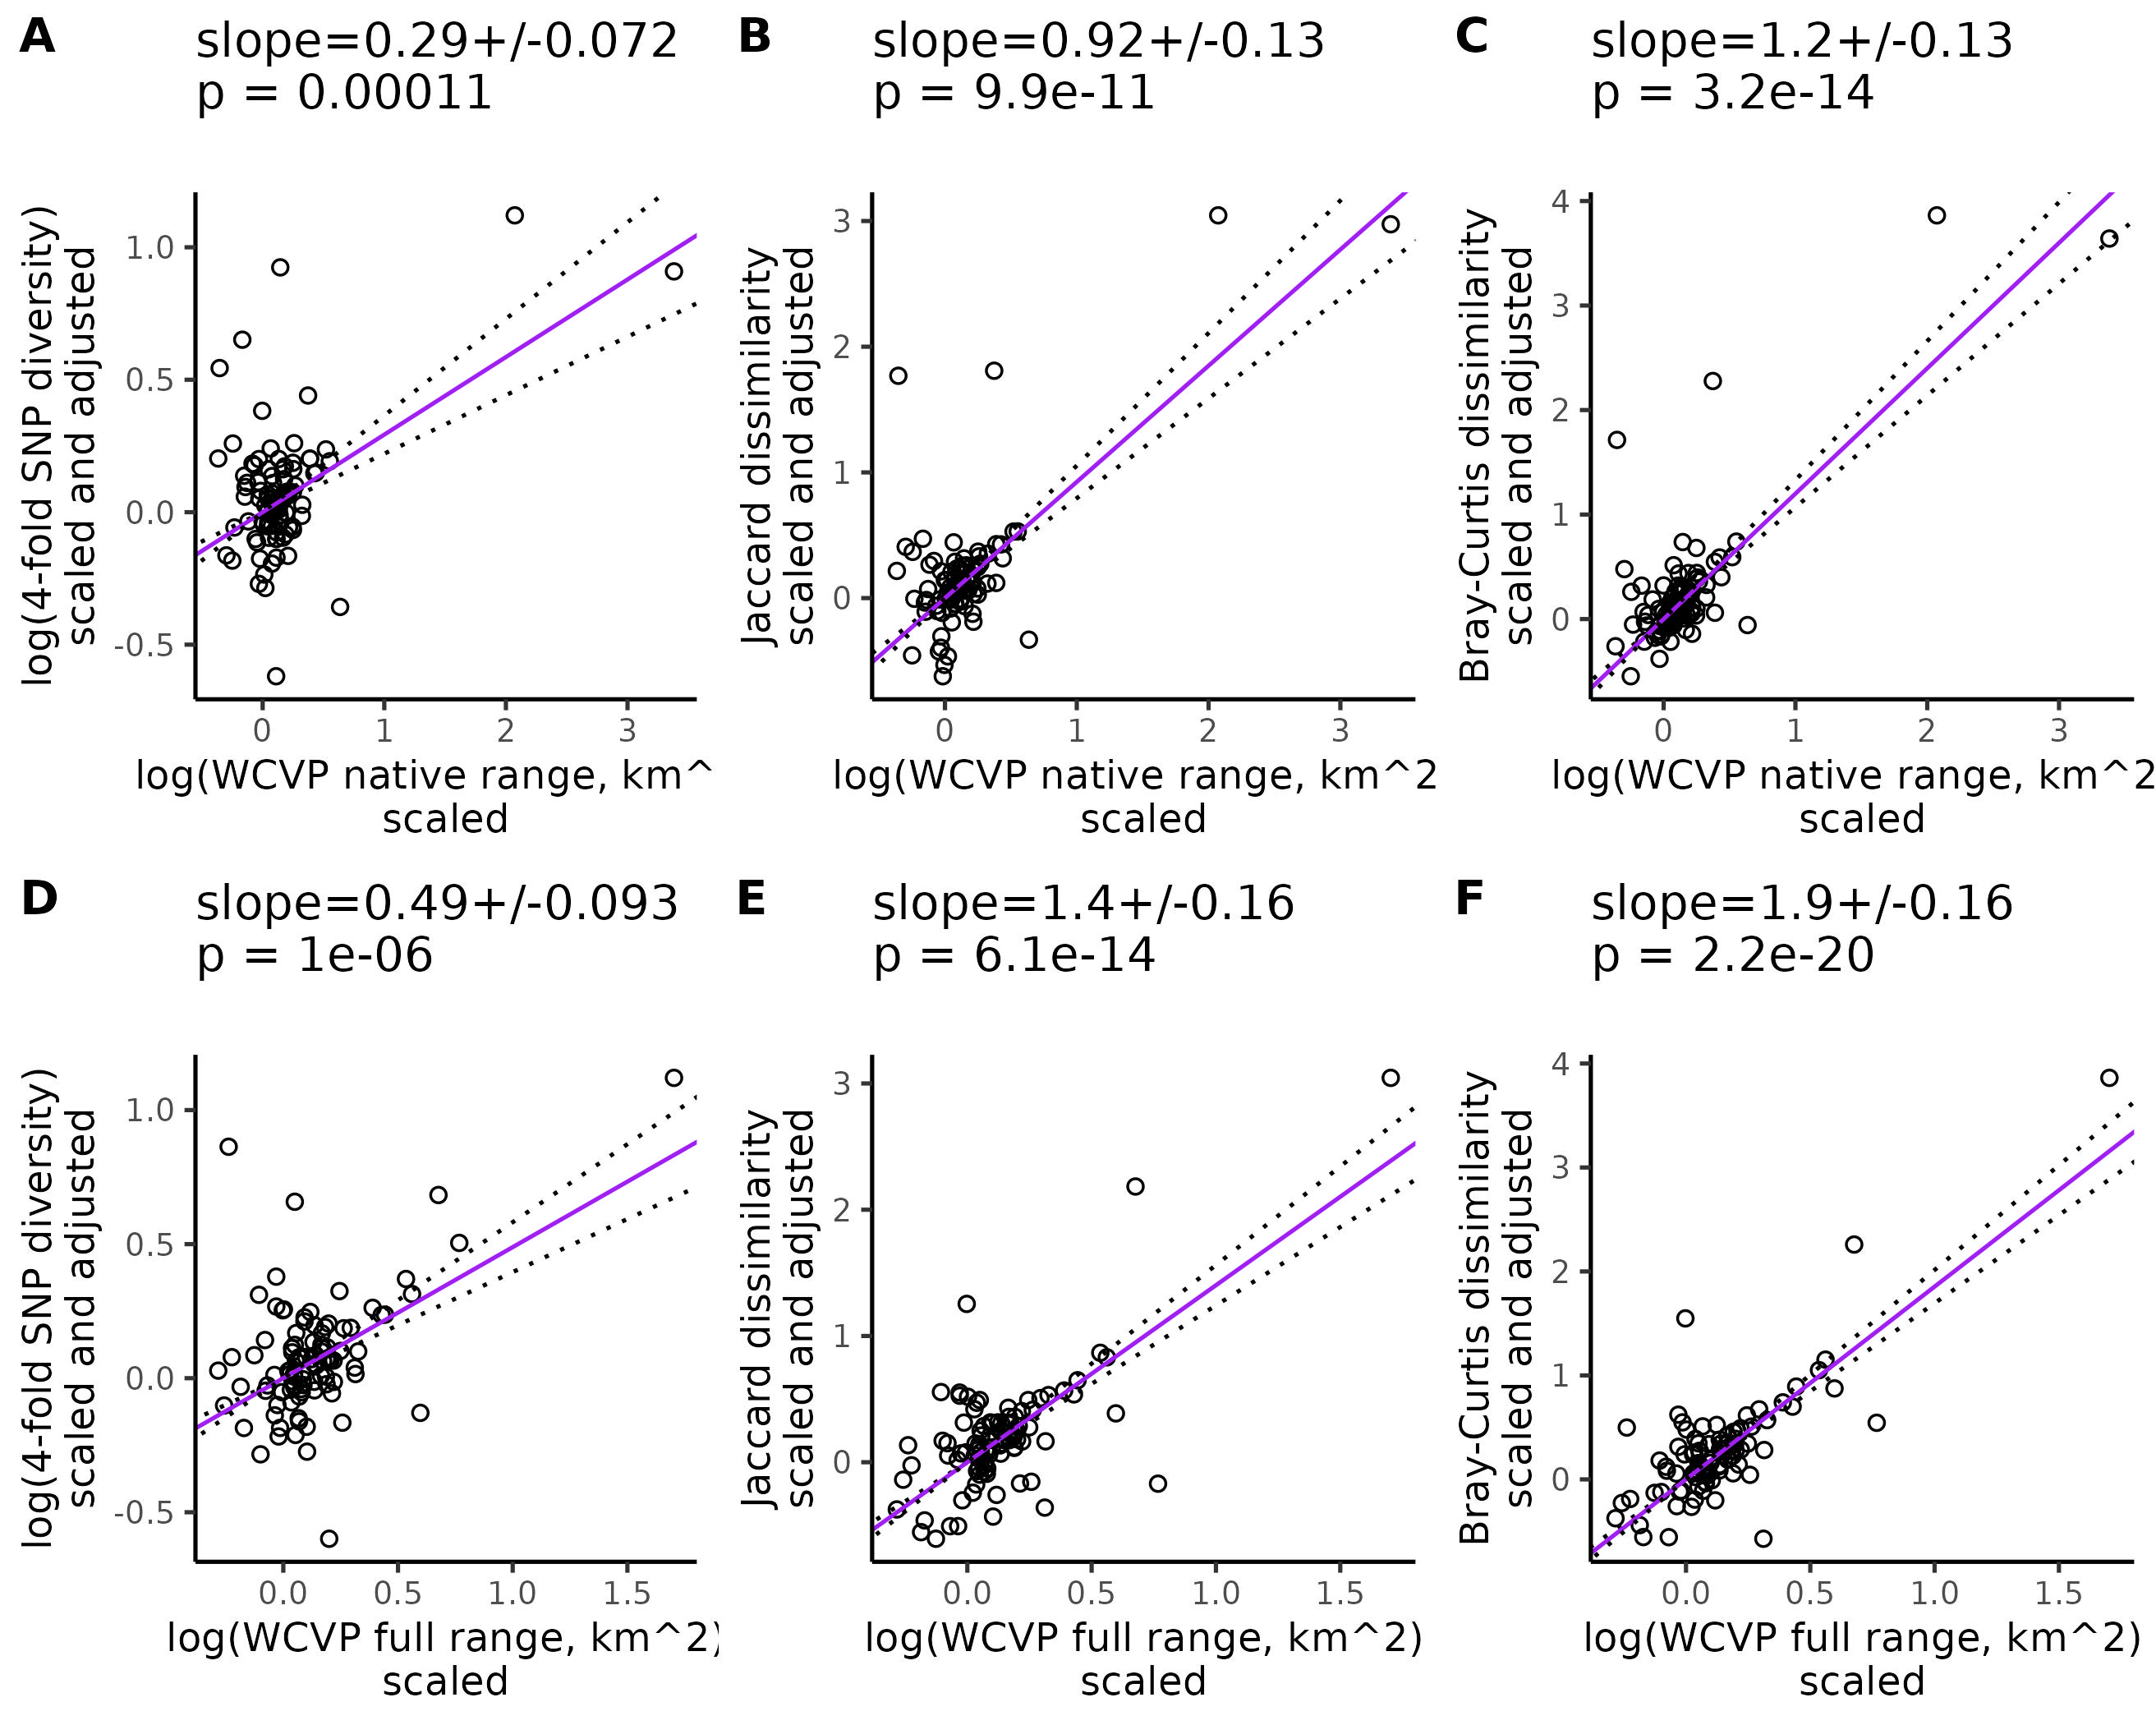 A
slope=0.29+/-0.072
p = 0.00011
log(4-fold SNP diversity)
scaled and adjusted
1.0
0.5
0.0
-0.5
0
1
2
3
log(WCVP native range, km^
scaled
B
slope=0.92+/-0.13
p = 9.9e-11
Jaccard dissimilarity
scaled and adjusted
3
2
1
0
0
1
2
3
log(WCVP native range, km^2
scaled
C
slope=1.2+/-0.13
p = 3.2e-14
Bray-Curtis dissimilarity
scaled and adjusted
4
3
2
1
0
0
1
2
3
log(WCVP native range, km^2
scaled
D
slope=0.49+/-0.093
p = 1e-06
log(4-fold SNP diversity)
scaled and adjusted
1.0
0.5
0.0
-0.5
0.0
0.5
1.0
1.5
log(WCVP full range, km^2)
scaled
E
slope=1.4+/-0.16
p = 6.1e-14
Jaccard dissimilarity
scaled and adjusted
3
2
1
0
0.0
0.5
1.0
1.5
log(WCVP full range, km^2)
scaled
F
slope=1.9+/-0.16
p = 2.2e-20
Bray-Curtis dissimilarity
scaled and adjusted
4
3
2
1
0
0.0
0.5
1.0
1.5
log(WCVP full range, km^2)
scaled